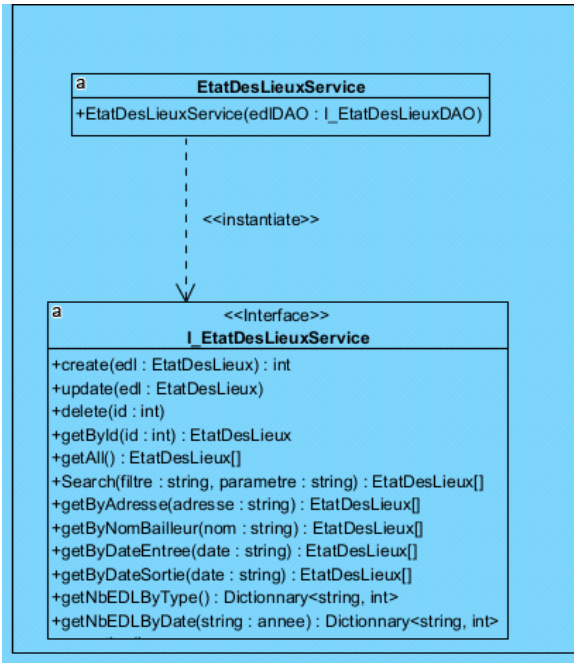 a
EtatDesLieuxService
+EtatDesLieuxService(edlDAO : I_EtatDesLieuxDAO)
<<instantiate>>
a
<<Interface>>
I_EtatDesLieuxService
+create(edl : EtatDesLieux) : int
+update(edl : EtatDesLieux)
+delete(id : int)
+getById(id : int) : EtatDesLieux
+getAll() : EtatDesLieux[]
+Search(filtre : string, parametre : string) : EtatDesLieux[]
+getByAdresse(adresse : string) : EtatDesLieux[]
+getByNomBailleur(nom : string) : EtatDesLieux[]
+getByDateEntree(date : string) : EtatDesLieux[]
+getByDateSortie(date : string) : EtatDesLieux[]
+getNbEDLByType() : Dictionnary<string, int>
+getNbEDLByDate(string : annee) : Dictionnary<string, int>